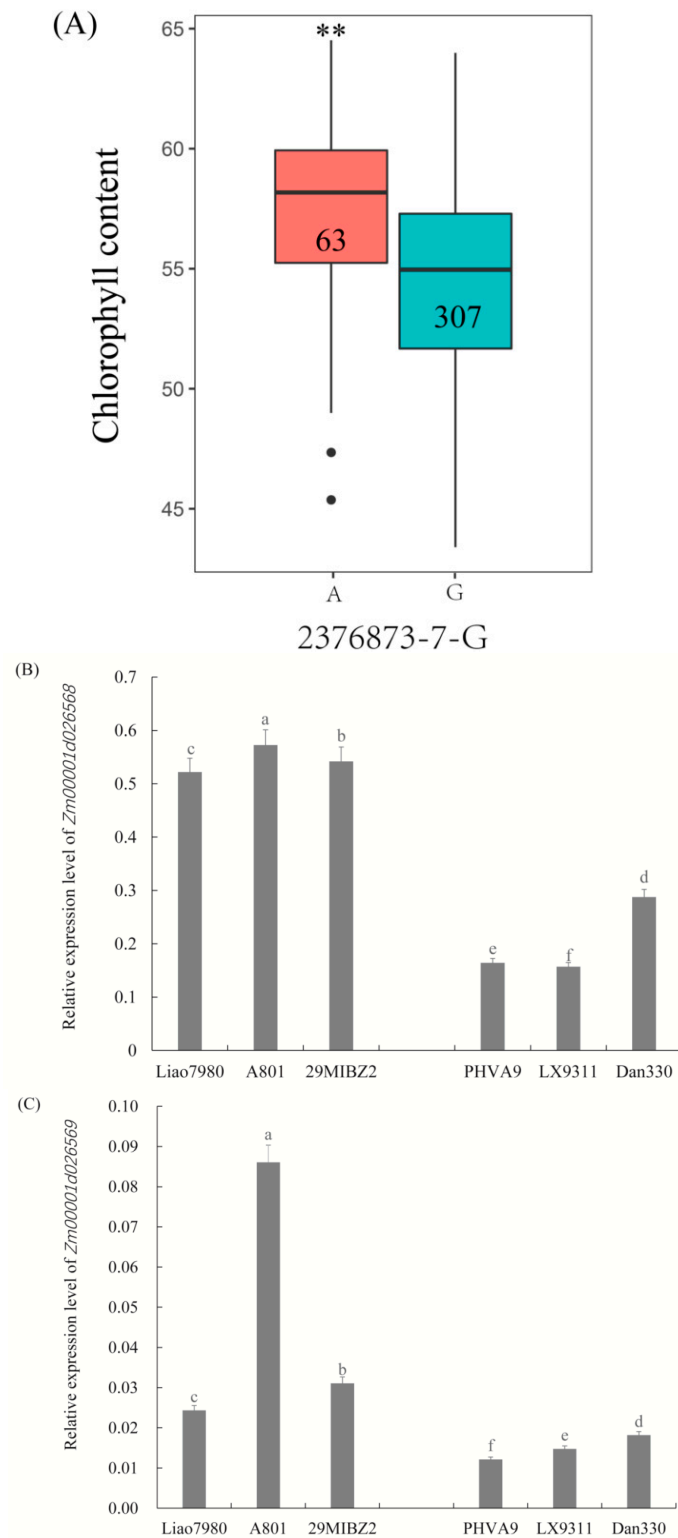 (A)
**
65
60
55
50
45
Chlorophyll content
63
307
A G
2376873-7-G
(B)
Relative expression level of Zm00001d026568
0.7
0.6
0.5
0.4
0.3
0.2
0.1
0
c a b e f d
Liao7980 A801 29MIBZ2 PHVA9 LX9311 Dan330
(C)
Relative expression level of Zm00001d026569
0.10
0.09
0.08
0.07
0.06
0.05
0.04
0.03
0.02
0.01
0.00
c a b f e d
Liao7980 A801 29MIBZ2 PHVA9 LX9311 Dan330